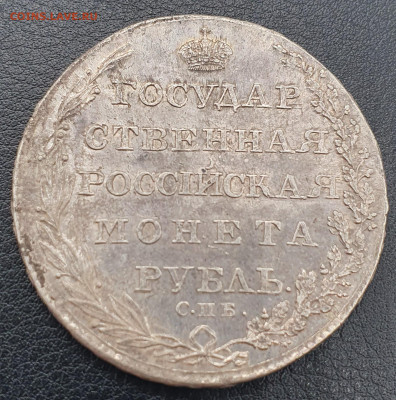 ГОСУДАР
СТВЕННАЯ
РОССІЙСКАЯ
МОНЕТА
РУБЛЬ.
С.П.Б.